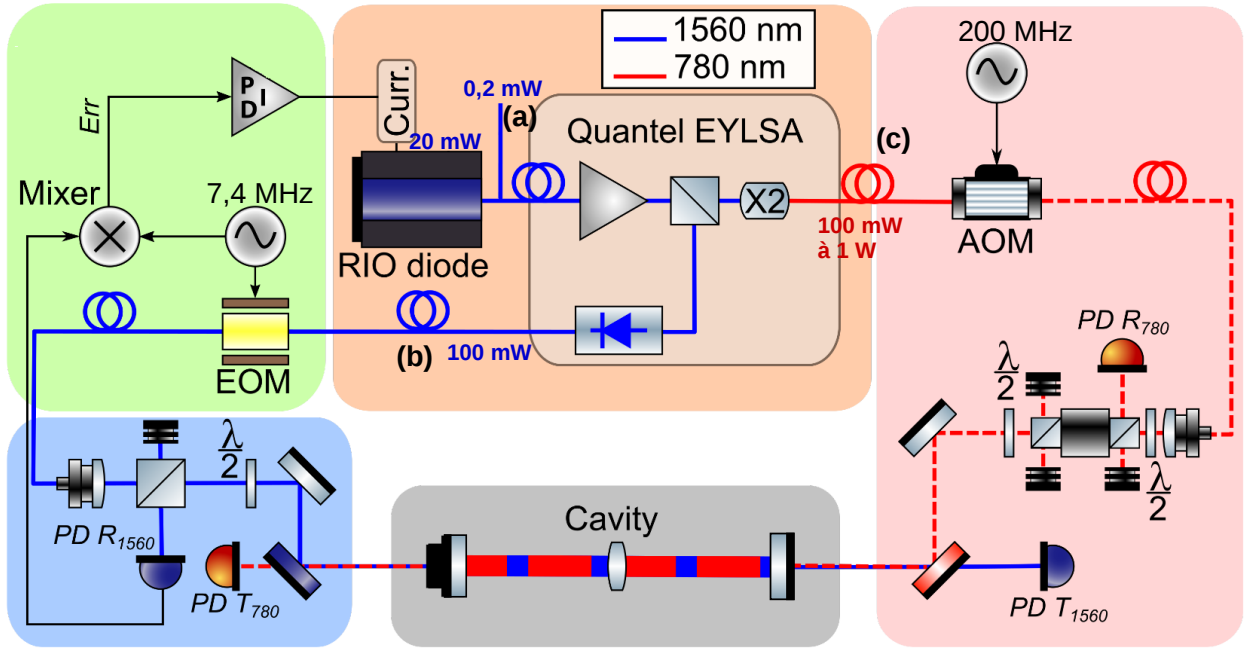 1560 nm
780 nm
200 MHz
P
I
D
Curr.
0,2 mW
(a)
20 mW
Quantel EYLSA
(c)
Err
Mixer
7,4 MHz
RIO diode
X2
100 mW
à 1 W
AOM
EOM
(b)
100 mW
PD R780
λ
2
λ
2
λ
2
PD R1560
Cavity
PD T780
PD T1560